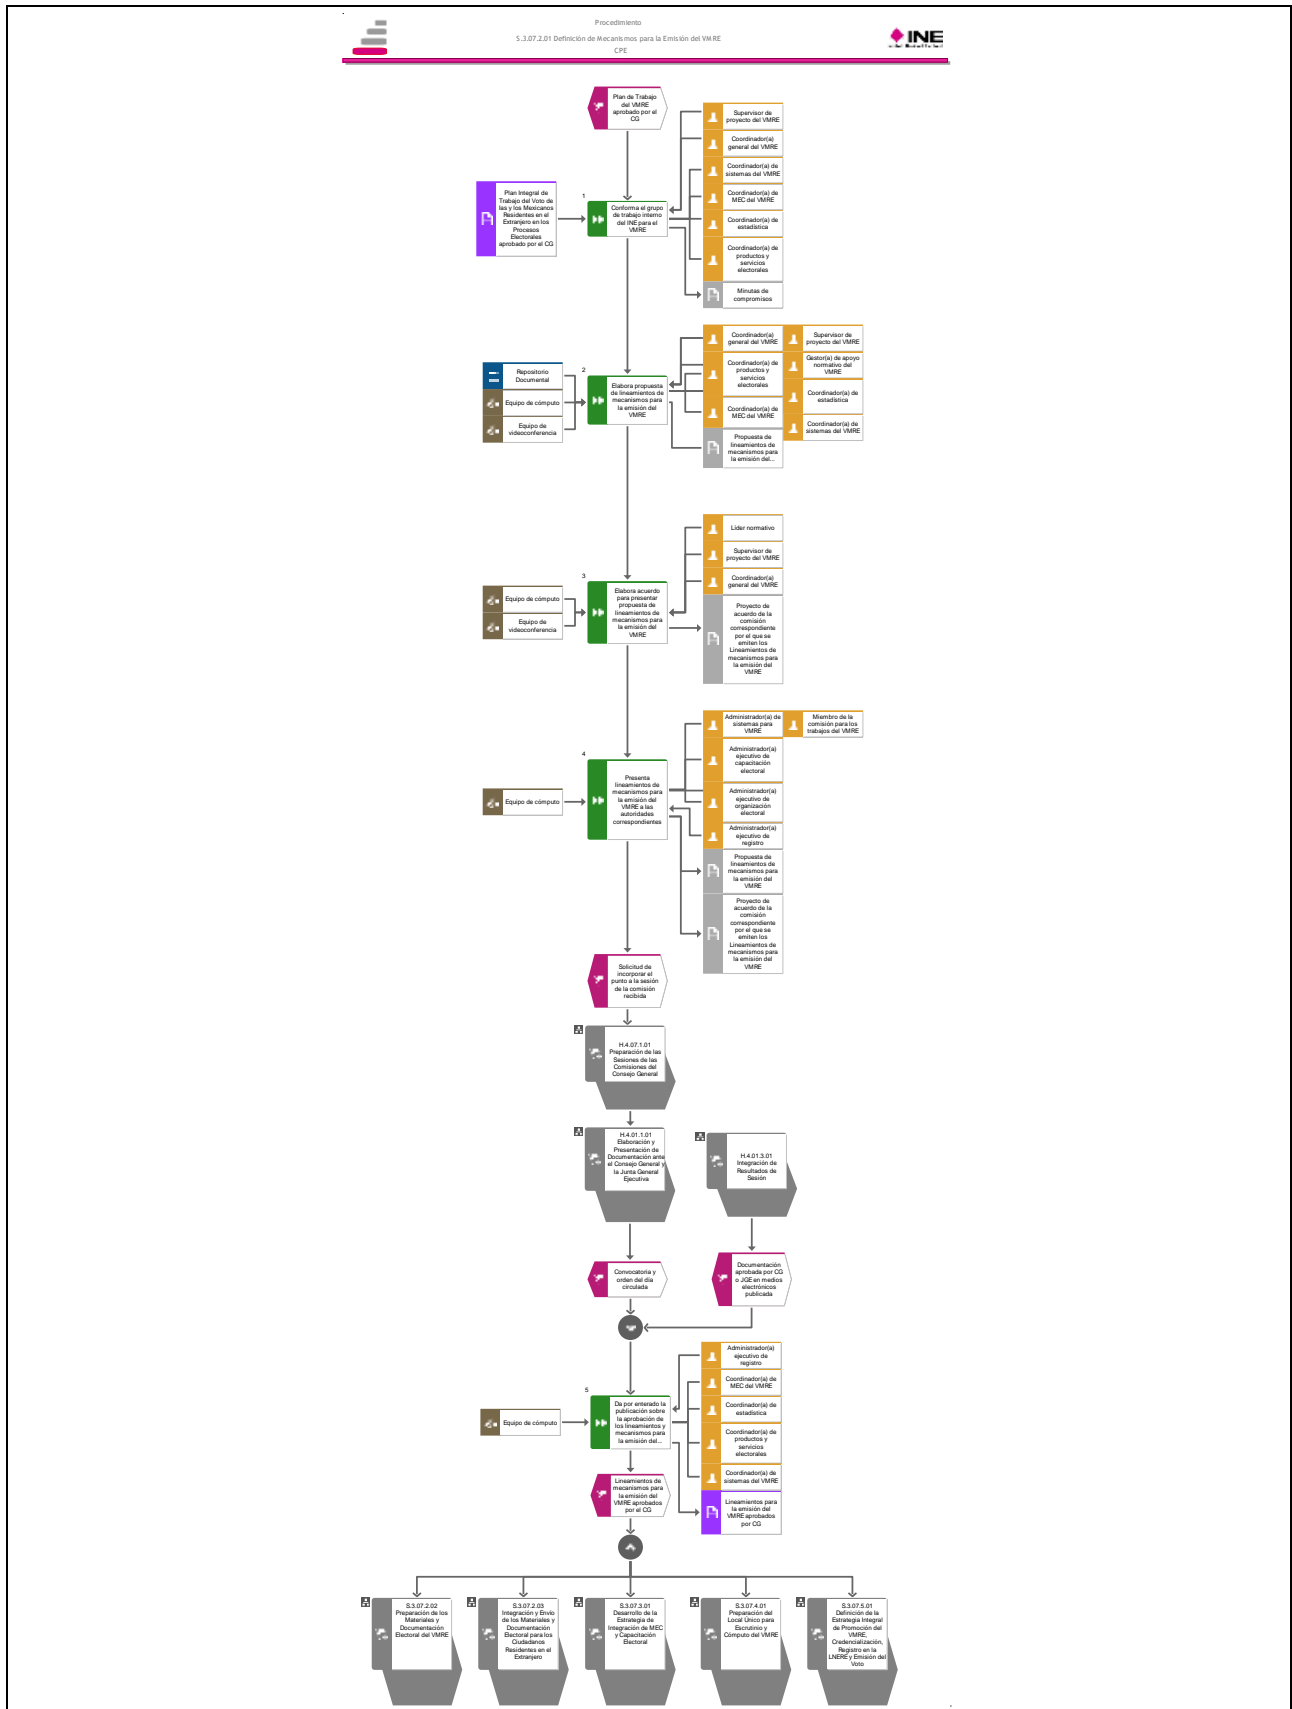 Procedimiento
S.3.07.2.01 Definición de Mecanismos para la Emisión del VMRE
CPE
INE
Plan de Trabajo
del VMRE
aprobado por el
CG
Supervisor de
proyecto del VMRE
Coordinador(a)
general del VMRE
Coordinador(a) de
sistemas del VMRE
Coordinador(a) de
MEC del VMRE
Coordinador(a) de
estadística
Coordinador(a) de
productos y
servicios
electorales
Minutas de
compromisos
Plan Integral de
Trabajo del Voto de
las y los Mexicanos
Residentes en el
Extranjero en los
Procesos
Electorales
aprobado por el CG
1
Conforma el grupo
de trabajo interno
del INE para el
VMRE
Coordinador(a)
general del VMRE
Coordinador(a) de
productos y
servicios
electorales
Coordinador(a) de
MEC del VMRE
Propuesta de
lineamientos de
mecanismos para
la emisión del...
Supervisor de
proyecto del VMRE
Gestor(a) de apoyo
normativo del
VMRE
Coordinador(a) de
estadística
Coordinador(a) de
sistemas del VMRE
Repositorio
Documental
Equipo de cómputo
Equipo de
videoconferencia
2
Elabora propuesta
de lineamientos de
mecanismos para
la emisión del
VMRE
Líder normativo
Supervisor de
proyecto del VMRE
Coordinador(a)
general del VMRE
Proyecto de
acuerdo de la
comisión
correspondiente
por el que se
emiten los
Lineamientos de
mecanismos para
la emisión del
VMRE
Equipo de cómputo
Equipo de
videoconferencia
3
Elabora acuerdo
para presentar
propuesta de
lineamientos de
mecanismos para
la emisión del
VMRE
Administrador(a) de
sistemas para
VMRE
Administrador(a)
ejecutivo de
capacitación
electoral
Administrador(a)
ejecutivo de
organización
electoral
Administrador(a)
ejecutivo de
registro
Propuesta de
lineamientos de
mecanismos para
la emisión del
VMRE
Proyecto de
acuerdo de la
comisión
correspondiente
por el que se
emiten los
Lineamientos de
mecanismos para
la emisión del
VMRE
Miembro de la
comisión para los
trabajos del VMRE
Equipo de cómputo
4
Presenta
lineamientos de
mecanismos para
la emisión del
VMRE a las
autoridades
correspondientes
Solicitud de
incorporar el
punto a la sesión
de la comisión
recibida
H.4.07.1.01
Preparación de las
Sesiones de las
Comisiones del
Consejo General
H.4.01.1.01
Elaboración y
Presentación de
Documentación ante
el Consejo General y
la Junta General
Ejecutiva
H.4.01.3.01
Integración de
Resultados de
Sesión
Convocatoria y
orden del día
circulada
Documentación
aprobada por CG
o JGE en medios
electrónicos
publicada
Administrador(a)
ejecutivo de
registro
Coordinador(a) de
MEC del VMRE
Coordinador(a) de
estadística
Coordinador(a) de
productos y
servicios
electorales
Coordinador(a) de
sistemas del VMRE
Lineamientos para
la emisión del
VMRE aprobados
por CG
Equipo de cómputo
5
Da por enterado la
publicación sobre
la aprobación de
los lineamientos y
mecanismos para
la emisión del...
Lineamientos de
mecanismos para
la emisión del
VMRE aprobados
por el CG
S.3.07.2.02
Preparación de los
Materiales y
Documentación
Electoral del VMRE
S.3.07.2.03
Integración y Envío
de los Materiales y
Documentación
Electoral para los
Ciudadanos
Residentes en el
Extranjero
S.3.07.3.01
Desarrollo de la
Estrategia de
Integración de MEC
y Capacitación
Electoral
S.3.07.4.01
Preparación del
Local Único para
Escrutinio y
Cómputo del VMRE
S.3.07.5.01
Definición de la
Estrategia Integral
de Promoción del
VMRE,
Credencialización,
Registro en la
LNERE y Emisión del
Voto